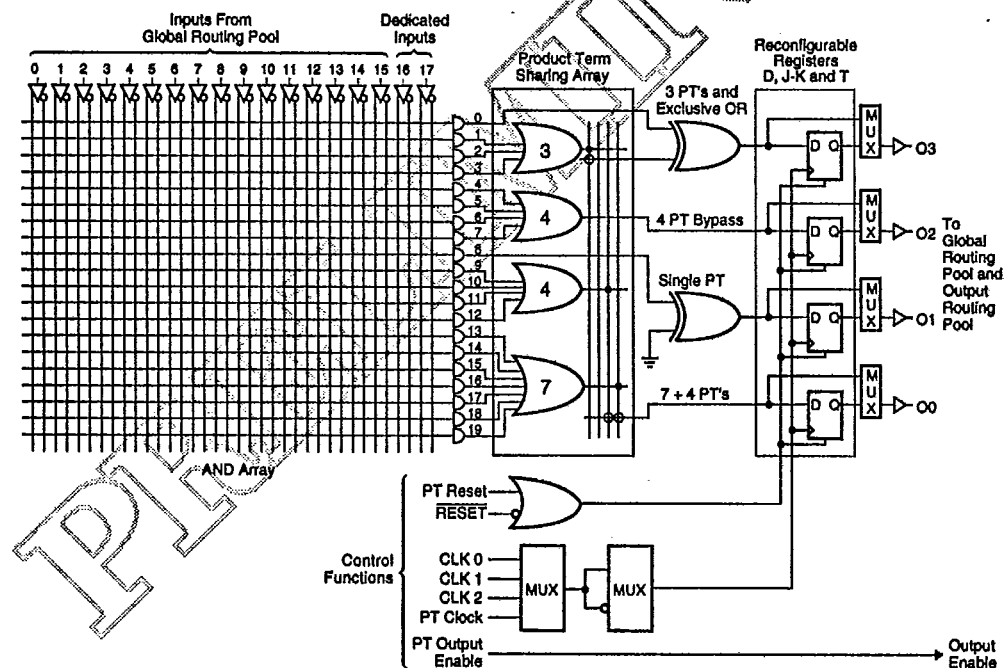 Inputs From
Global Routing Pool
Dedicated
Inputs
0 1 2 3 4 5 6 7 8 9 10 11 12 13 14 15 16 17
Product Term
Sharing Array
Reconfigurable
Registers
D, J-K and T
3 PT's and
Exclusive OR
0
1
2
3
4
5
6
7
8
9
10
11
12
13
14
15
16
17
18
19
3
4
4
7
4 PT Bypass
Single PT
7 + 4 PT's
D Q
D Q
D Q
D Q
MUX
MUX
MUX
MUX
O3
O2
O1
O0
To
Global
Routing
Pool and
Output
Routing
Pool
AND Array
Control
Functions
PT Reset
RESET
CLK 0
CLK 1
CLK 2
PT Clock
MUX
MUX
PT Output
Enable
Output
Enable